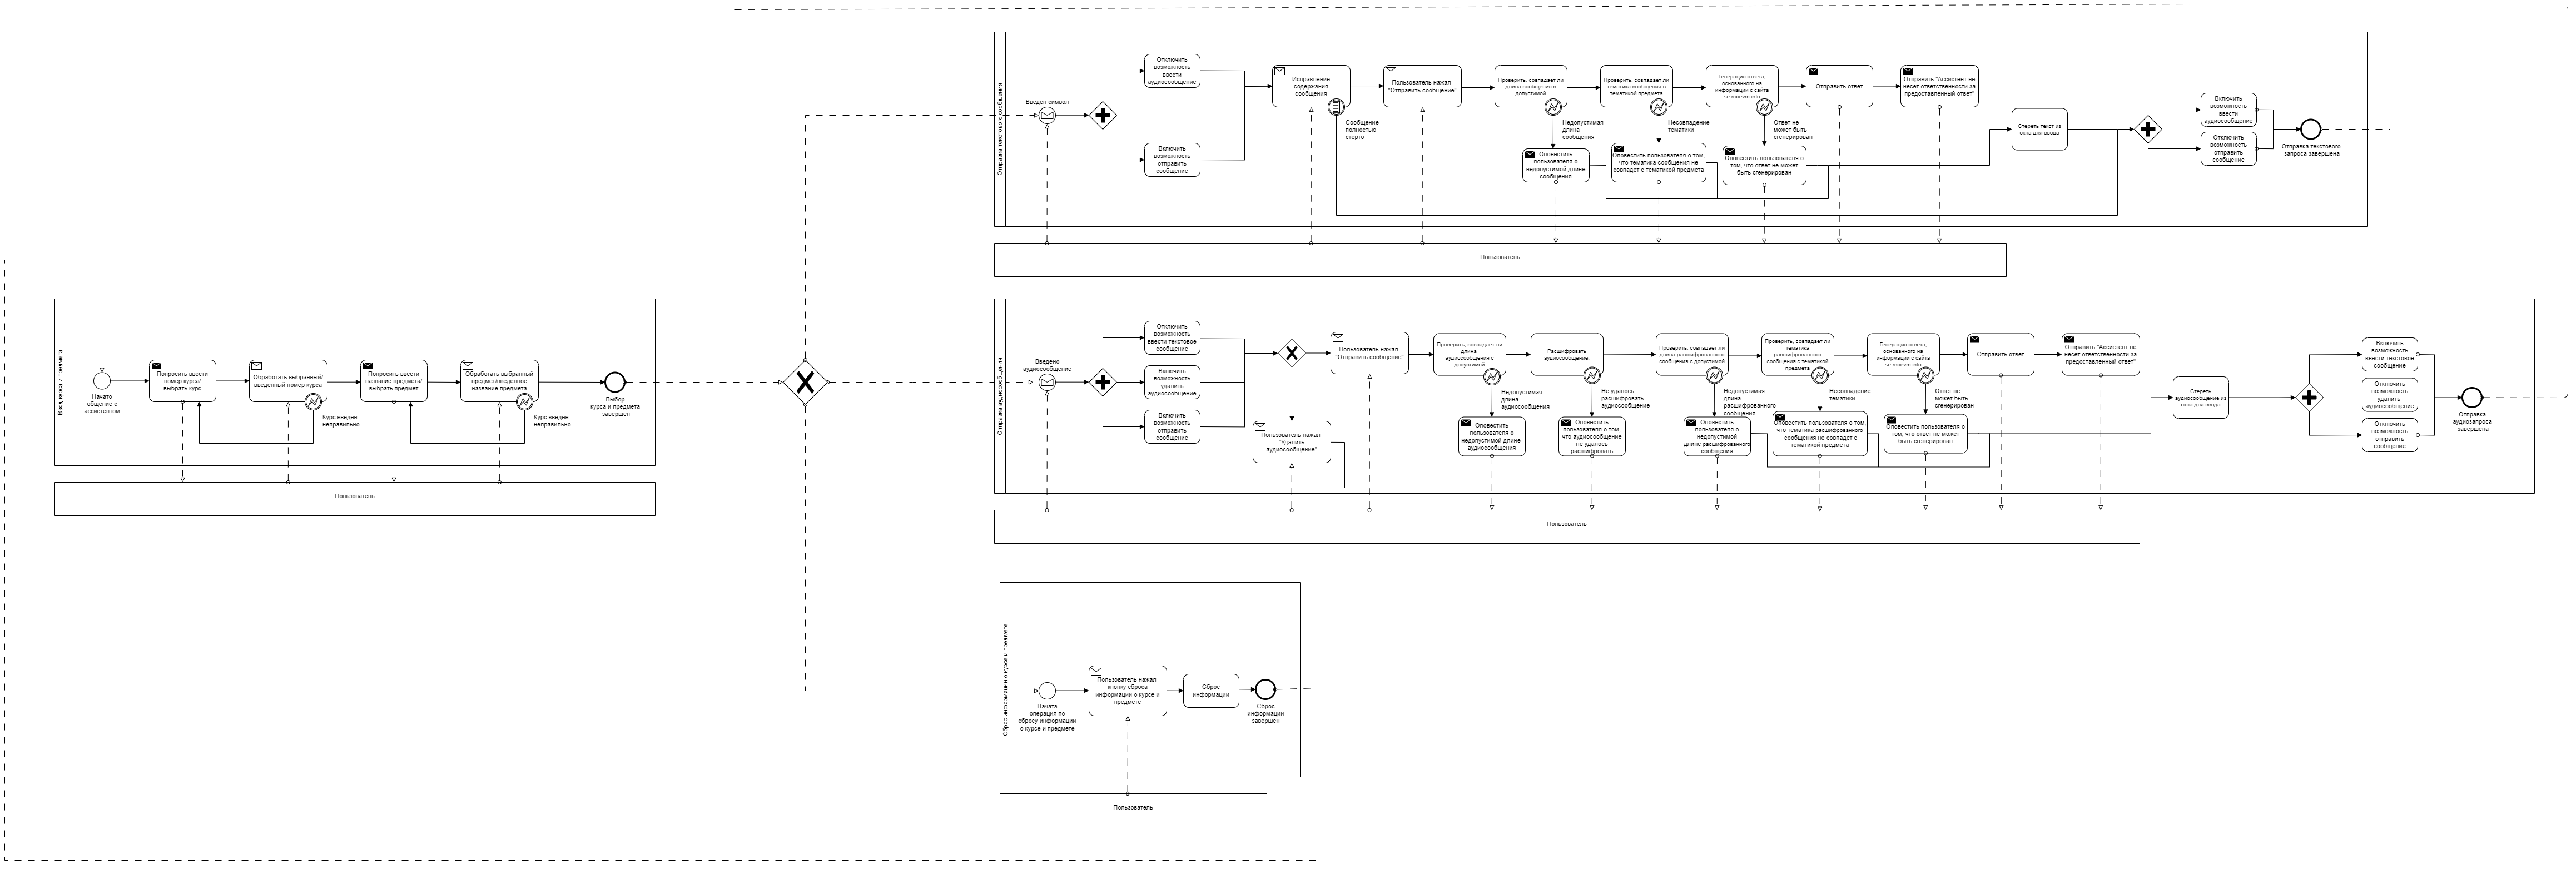 Отправка текстового сообщения
Введен символ
Отключить
возможность
ввести
аудиосообщение
Включить
возможность
отправить
сообщение
Исправление
содержания
сообщения
Сообщение
полностью
стерто
Пользователь нажал
"Отправить сообщение"
Проверить, совпадает ли
длина сообщения с
допустимой
Недопустимая
длина
сообщения
Оповестить
пользователя о
недопустимой длине
сообщения
Проверить, совпадает ли
тематика сообщения с
тематикой предмета
Несовпадение
тематики
Оповестить пользователя о том,
что тематика сообщения не
совпадает с тематикой предмета
Генерация ответа,
основанного на
информации с сайта
se.moevm.info
Ответ не
может быть
сгенерирован
Оповестить пользователя о
том, что ответ не может
быть сгенерирован
Отправить ответ
Отправить "Ассистент не
несет ответственности за
предоставленный ответ"
Стереть текст из
окна для ввода
Включить
возможность
ввести
аудиосообщение
Отключить
возможность
отправить
сообщение
Отправка текстового
запроса завершена
Пользователь
Ввод курса и предмета
Начато
общение с
ассистентом
Попросить ввести
номер курса/
выбрать курс
Обработать выбранный/
введенный номер курса
Курс введен
неправильно
Попросить ввести
название предмета/
выбрать предмет
Обработать выбранный
предмет/введенное
название предмета
Курс введен
неправильно
Выбор
курса и предмета
завершен
Пользователь
Отправка аудиосообщения
Введено
аудиосообщение
Отключить
возможность
ввести текстовое
сообщение
Включить
возможность
удалить
аудиосообщение
Включить
возможность
отправить
сообщение
Пользователь нажал
"Удалить
аудиосообщение"
Пользователь нажал
"Отправить сообщение"
Проверить, совпадает ли
длина
аудиосообщения с
допустимой
Недопустимая
длина
аудиосообщения
Оповестить
пользователя о
недопустимой длине
аудиосообщения
Расшифровать
аудиосообщение
Не удалось
расшифровать
аудиосообщение
Оповестить
пользователя о том,
что аудиосообщение
не удалось
расшифровать
Проверить, совпадает ли
длина расшифрованного
сообщения с допустимой
Недопустимая
длина
расшифрованного
сообщения
Оповестить
пользователя о
недопустимой
длине расшифрованного
сообщения
Проверить, совпадает ли
тематика
расшифрованного
сообщения с тематикой
предмета
Несовпадение
тематики
Оповестить пользователя о том,
что тематика расшифрованного
сообщения не совпадет с
тематикой предмета
Генерация ответа,
основанного на
информации с сайта
se.moevm.info
Ответ не
может быть
сгенерирован
Оповестить пользователя о
том, что ответ не может
быть сгенерирован
Отправить ответ
Отправить "Ассистент не
несет ответственности за
предоставленный ответ"
Стереть
аудиосообщение из
окна для ввода
Включить
возможность
ввести текстовое
сообщение
Отключить
возможность
удалить
аудиосообщение
Отключить
возможность
отправить
сообщение
Отправка
аудиозапроса
завершена
Пользователь
Сброс информации о курсе и предмете
Начата
операция по
сбросу информации
о курсе и предмете
Пользователь нажал
кнопку сброса
информации о курсе и
предмете
Сброс
информации
Сброс
информации
завершен
Пользователь